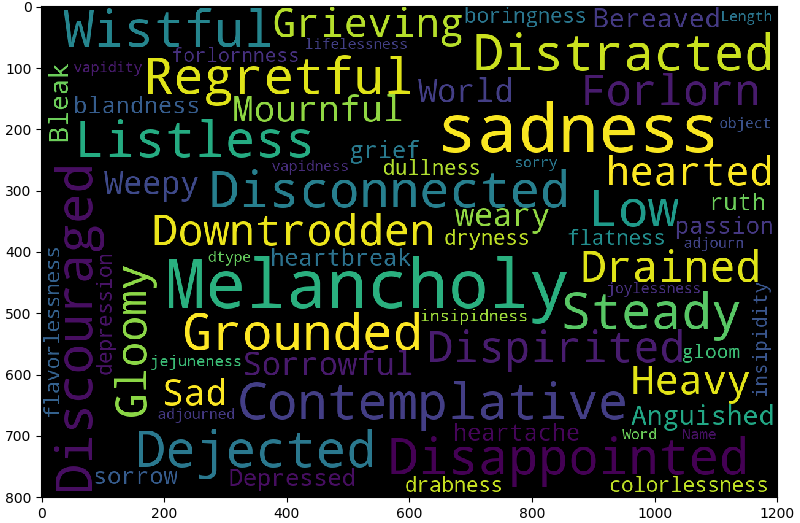 0
Wistful
Grieving
boringness
Bereaved
Length
forlornness
lifelessness
Distracted
vapidity
100
Regretful
World
Forlorn
Bleak
blandness
Mournful
200
Listless
sadness
object
grief
vapidness
dullness
sorry
hearted
300
Weepy
Disconnected
Low
ruth
weary
passion
Downtrodden
dryness
flatness
adjourn
400
Discouraged
dtype
heartbreak
Drained
depression
flavorlessness
Gloomy
Melancholy
joylessness
Steady
500
Grounded
insipidness
Dispirited
gloom
insipidity
jejuneness
Sorrowful
600
Sad
Contemplative
Heavy
adjourned
Anguished
700
Dejected
heartache
Word
Name
Disappointed
sorrow
Depressed
drabness
colorlessness
800
0 200 400 600 800 1000 1200